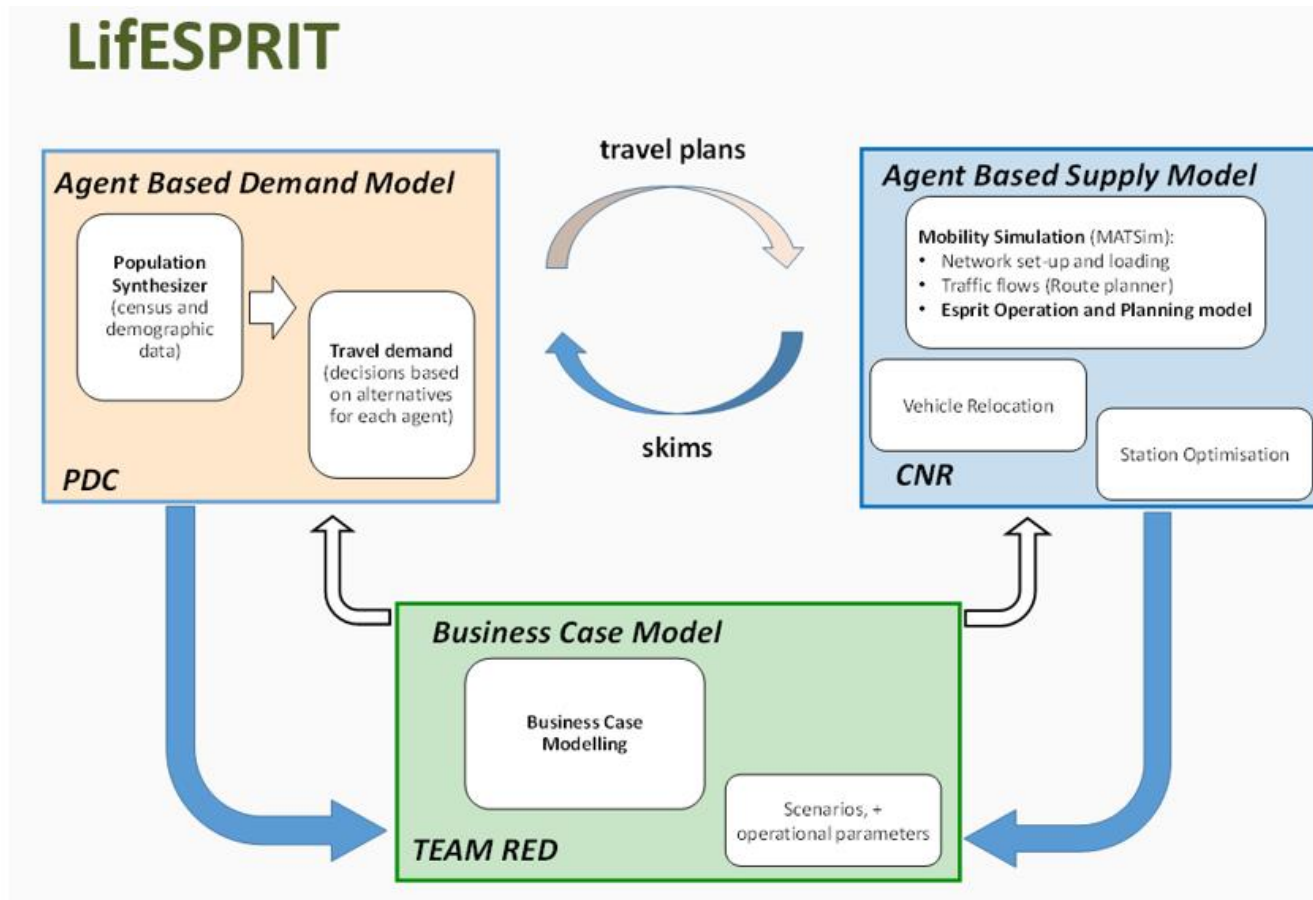 LifESPRIT
travel plans
skims
Agent Based Demand Model
Population
Synthesizer
(census and
demographic
data)
Travel demand
(decisions based
on alternatives
for each agent)
PDC
Agent Based Supply Model
Mobility Simulation (MATSim):
• Network set-up and loading
• Traffic flows (Route planner)
• Esprit Operation and Planning model
Vehicle Relocation
Station Optimisation
CNR
Business Case Model
Business Case
Modelling
Scenarios, +
operational parameters
TEAM RED